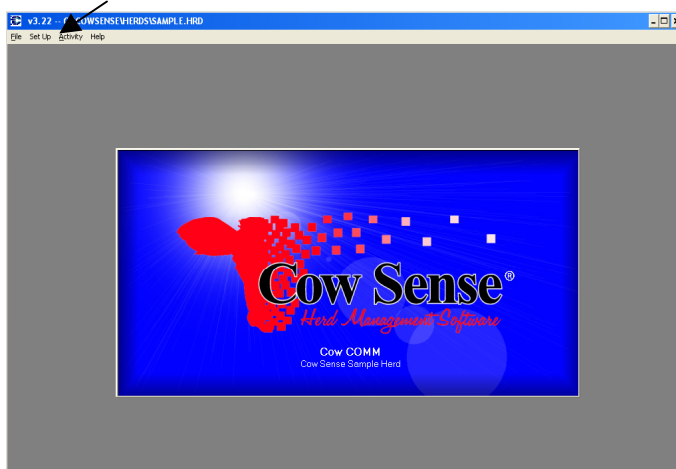 v3.22 -- COWSENSE\HERDS\SAMPLE.HRD
File Set Up Activity Help
Cow Sense®
Herd Management Software
Cow COMM
Cow Sense Sample Herd